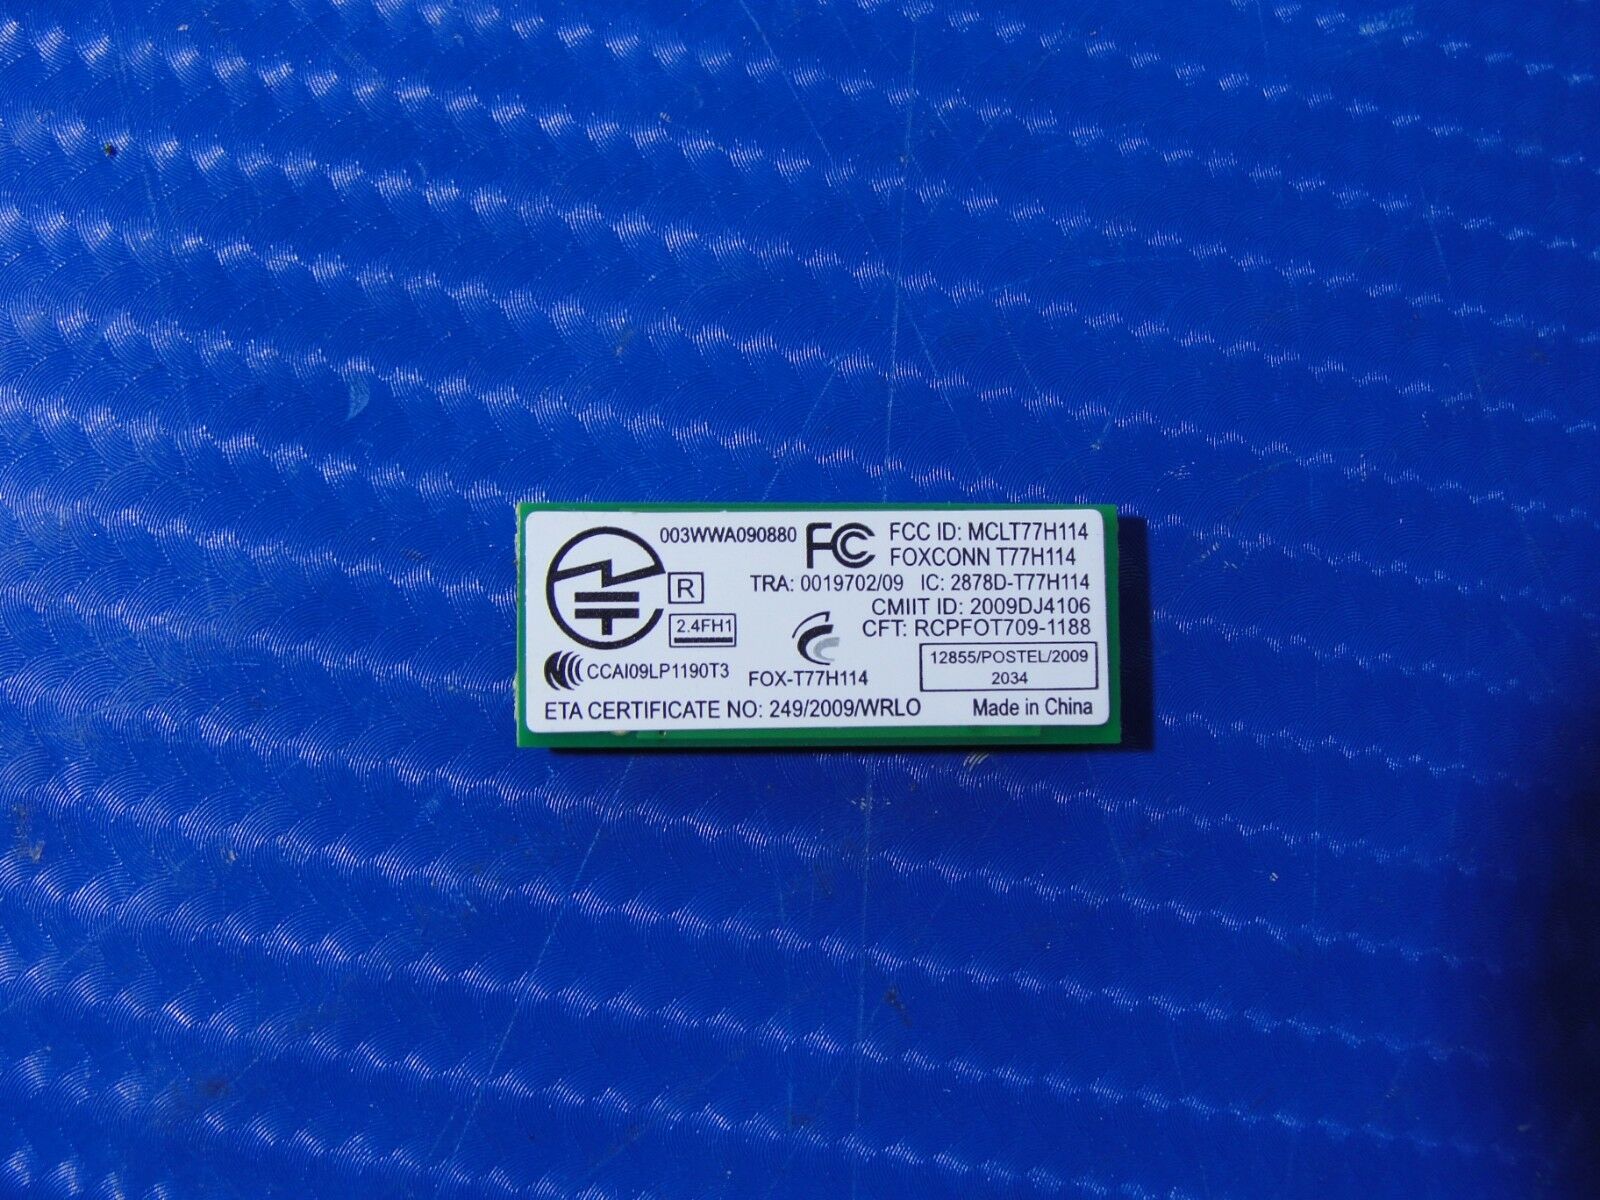 003WWA090880 FC FCC ID: MCLT77H114
FOXCONN T77H114
R TRA: 0019702/09 IC: 2878D-T77H114
CMIIT ID: 2009DJ4106
2.4FH1 CFT: RCPFOT709-1188
12855/POSTEL/2009
2034
CCAI09LP1190T3 FOX-T77H114
ETA CERTIFICATE NO: 249/2009/WRLO Made in China